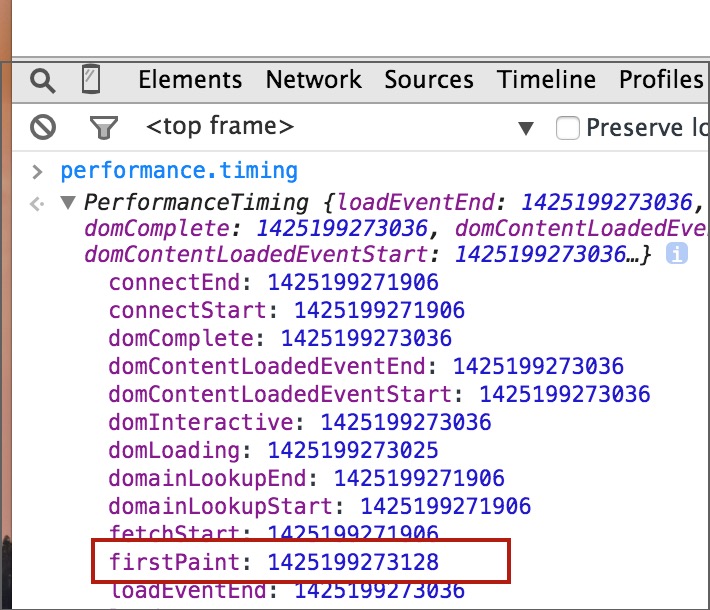 Elements Network Sources Timeline Profiles
<top frame> ▼ Preserve lo
> performance.timing
▼ PerformanceTiming {loadEventEnd: 1425199273036,
domComplete: 1425199273036, domContentLoadedEve
domContentLoadedEventStart: 1425199273036…} i
connectEnd: 1425199271906
connectStart: 1425199271906
domComplete: 1425199273036
domContentLoadedEventEnd: 1425199273036
domContentLoadedEventStart: 1425199273036
domInteractive: 1425199273036
domLoading: 1425199273025
domainLookupEnd: 1425199271906
domainLookupStart: 1425199271906
fetchStart: 1425199271906
firstPaint: 1425199273128
loadEventEnd: 1425199273036